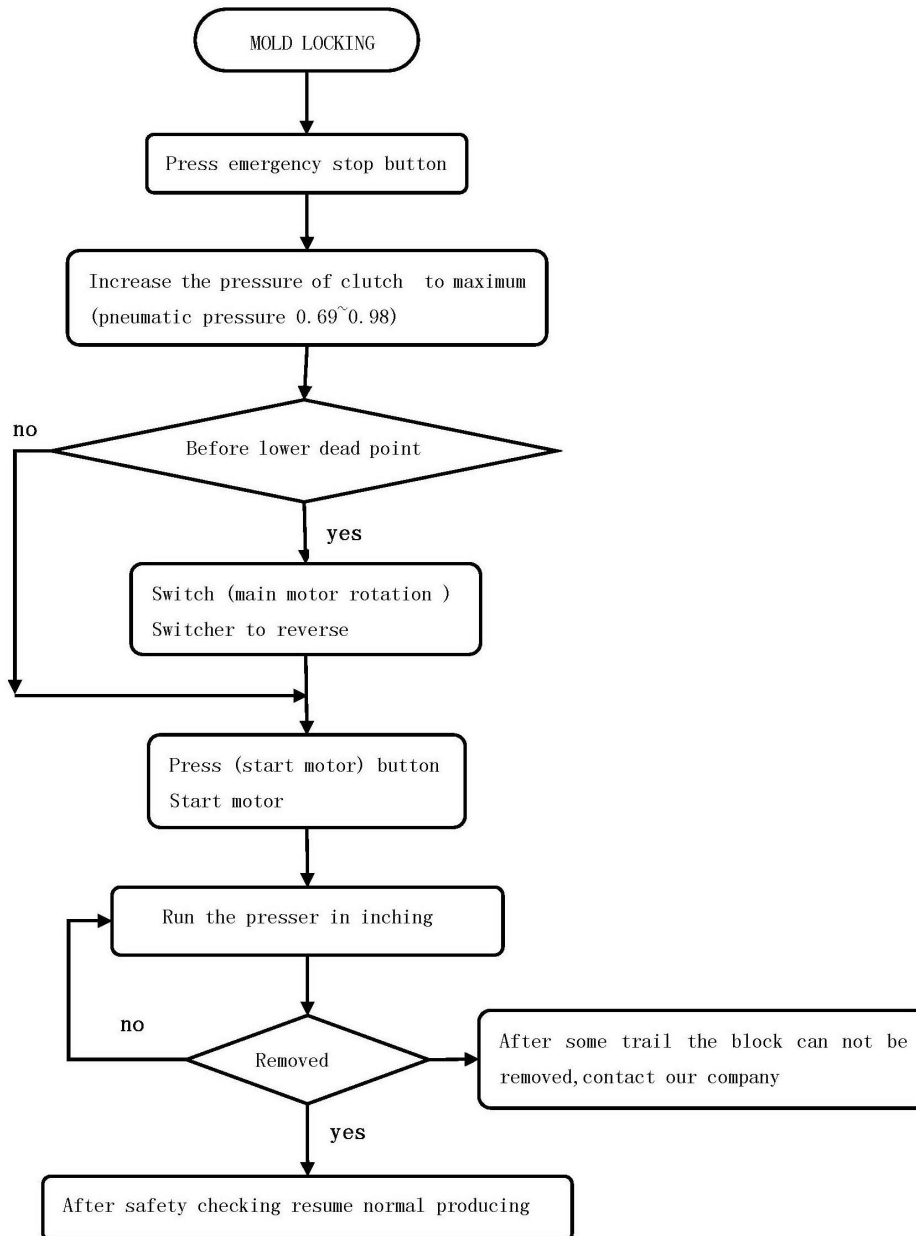 MOLD LOCKING
Press emergency stop button
Increase the pressure of clutch to maximum
(pneumatic pressure 0.69~0.98)
no
Before lower dead point
yes
Switch (main motor rotation )
Switcher to reverse
Press (start motor) button
Start motor
Run the presser in inching
no
Removed
After some trail the block can not be
removed,contact our company
yes
After safety checking resume normal producing